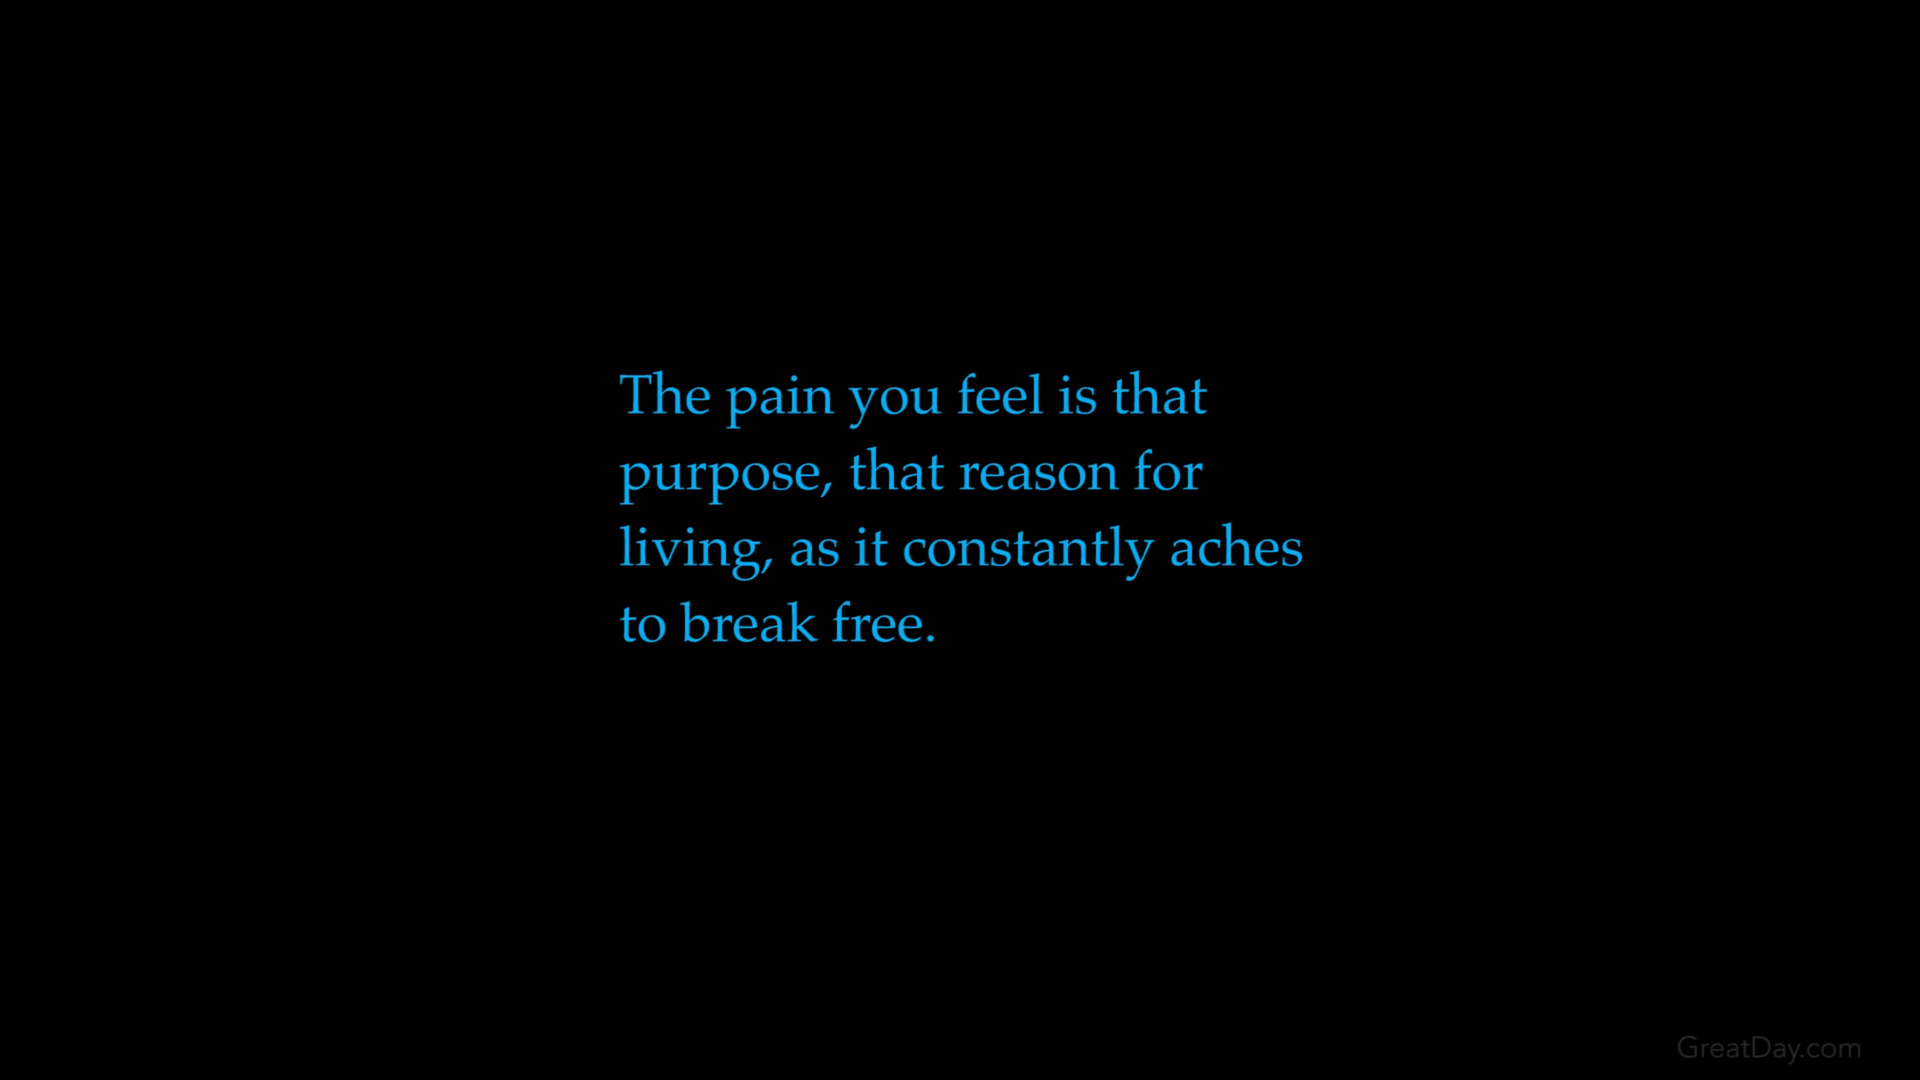 The pain you feel is that
purpose, that reason for
living, as it constantly aches
to break free.
GreatDay.com